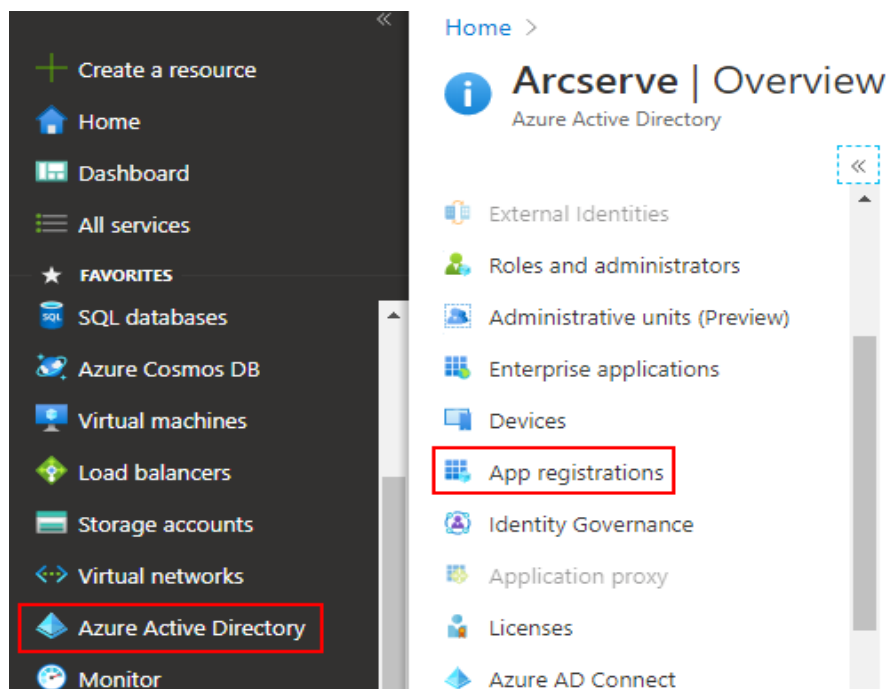 «
Create a resource
Home
Dashboard
All services
FAVORITES
SQL databases
Azure Cosmos DB
Virtual machines
Load balancers
Storage accounts
Virtual networks
Azure Active Directory
Monitor
Home >
Arcserve | Overview
Azure Active Directory
«
External Identities
Roles and administrators
Administrative units (Preview)
Enterprise applications
Devices
App registrations
Identity Governance
Application proxy
Licenses
Azure AD Connect